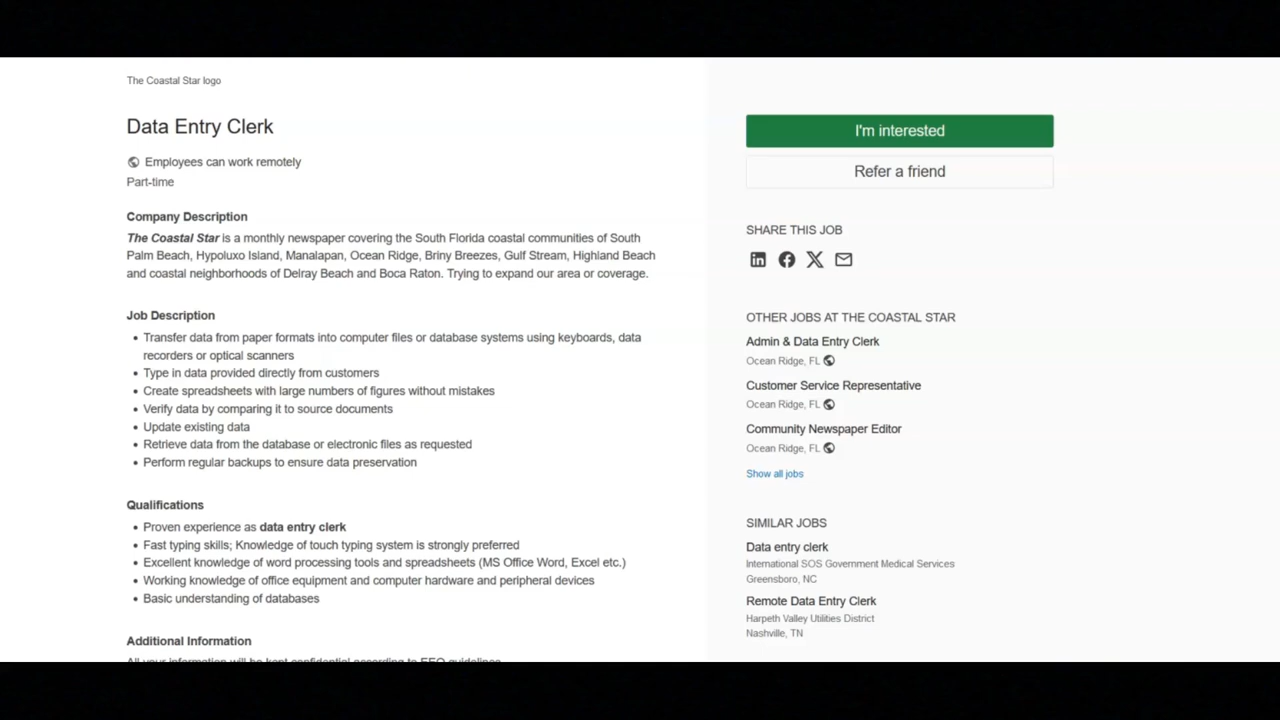 The Coastal Star logo
Data Entry Clerk
Employees can work remotely
Part-time
Company Description
The Coastal Star is a monthly newspaper covering the South Florida coastal communities of South
Palm Beach, Hypoluxo Island, Manalapan, Ocean Ridge, Briny Breezes, Gulf Stream, Highland Beach
and coastal neighborhoods of Delray Beach and Boca Raton. Trying to expand our area or coverage.
Job Description
• Transfer data from paper formats into computer files or database systems using keyboards, data
recorders or optical scanners
• Type in data provided directly from customers
• Create spreadsheets with large numbers of figures without mistakes
• Verify data by comparing it to source documents
• Update existing data
• Retrieve data from the database or electronic files as requested
• Perform regular backups to ensure data preservation
Qualifications
• Proven experience as data entry clerk
• Fast typing skills; Knowledge of touch typing system is strongly preferred
• Excellent knowledge of word processing tools and spreadsheets (MS Office Word, Excel etc.)
• Working knowledge of office equipment and computer hardware and peripheral devices
• Basic understanding of databases
Additional Information
All your information will be kept confidential according to EEO guidelines
I'm interested
Refer a friend
SHARE THIS JOB
OTHER JOBS AT THE COASTAL STAR
Admin & Data Entry Clerk
Ocean Ridge, FL
Customer Service Representative
Ocean Ridge, FL
Community Newspaper Editor
Ocean Ridge, FL
Show all jobs
SIMILAR JOBS
Data entry clerk
International SOS Government Medical Services
Greensboro, NC
Remote Data Entry Clerk
Harpeth Valley Utilities District
Nashville, TN